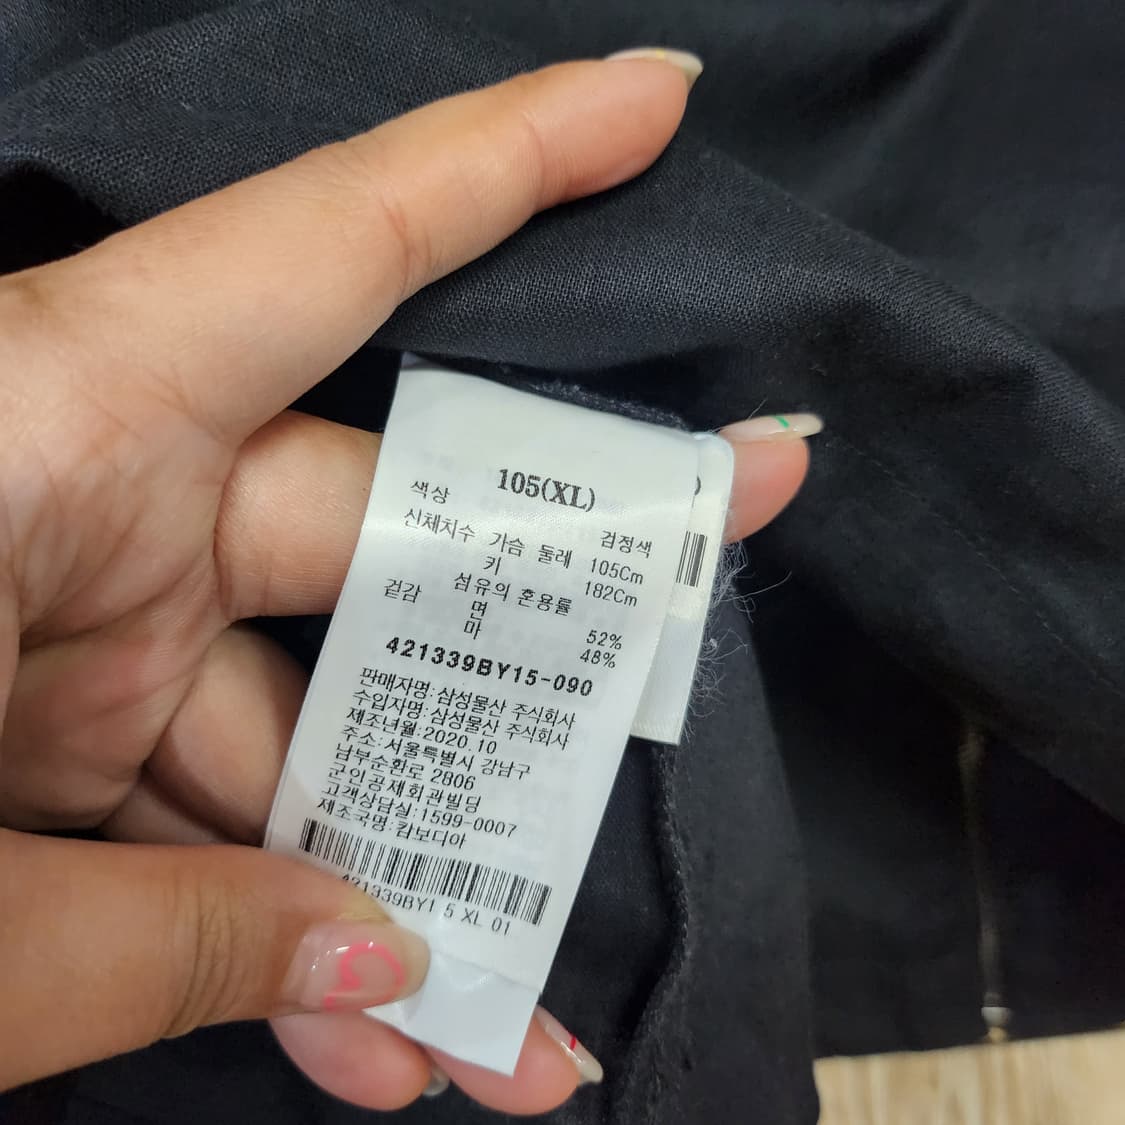 105(XL)
색상 검정색
신체치수 가슴 둘레 105Cm
키 182Cm
섬유의 혼용률
겉감 면 52%
마 48%
421339BY15-090
판매자명:삼성물산 주식회사
수입자명:삼성물산 주식회사
제조년월:2020.10
주소:서울특별시 강남구
남부순환로 2806
군인공제회관빌딩
고객상담실:1599-0007
제조국명:캄보디아
421339BY1 5 XL 01
)